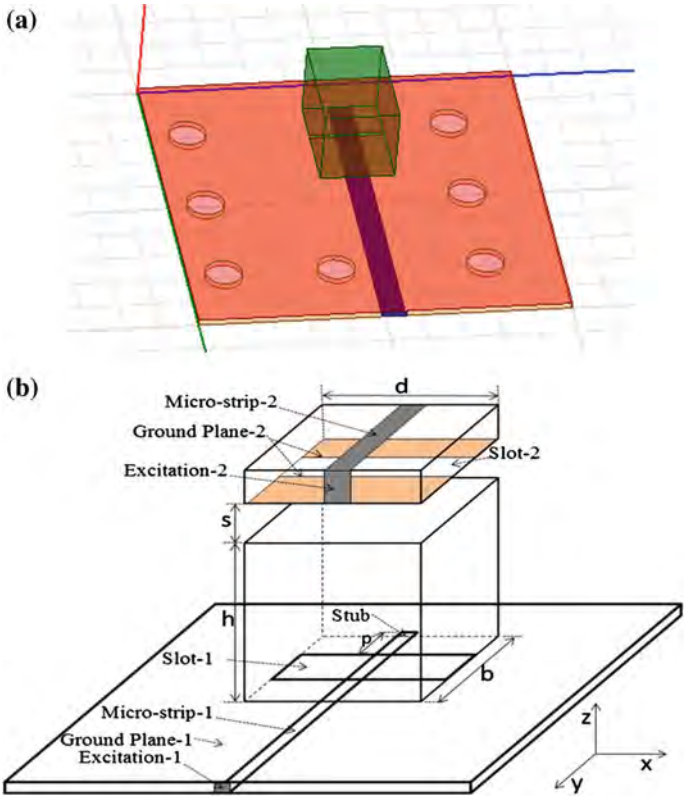 (a)
(b)
d
Micro-strip-2
Ground Plane-2
Excitation-2
Slot-2
s
h
Stub
p
Slot-1
b
Micro-strip-1
Ground Plane-1
Excitation-1
z
x
y